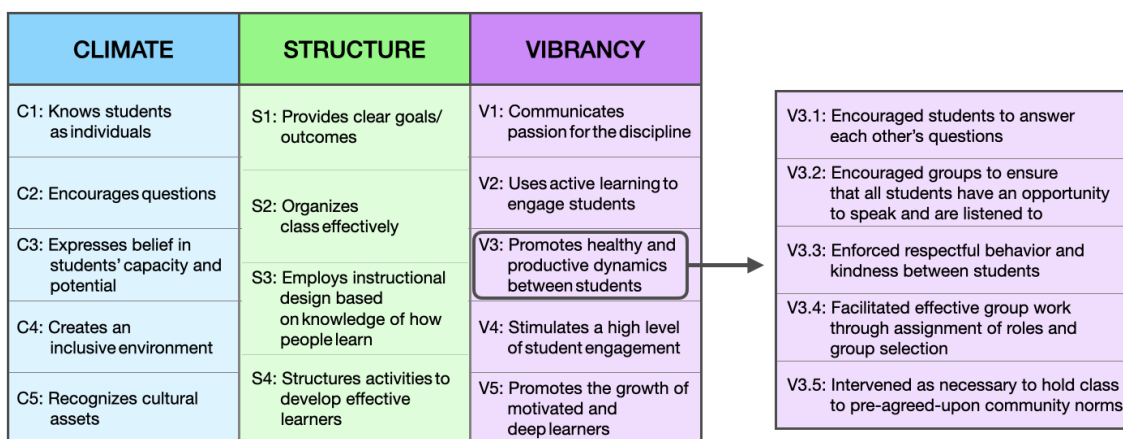 CLIMATE
C1: Knows students
as individuals
C2: Encourages questions
C3: Expresses belief in
students' capacity and
potential
C4: Creates an
inclusive environment
C5: Recognizes cultural
assets
STRUCTURE
S1: Provides clear goals/
outcomes
S2: Organizes
class effectively
S3: Employs instructional
design based
on knowledge of how
people learn
S4: Structures activities to
develop effective
learners
VIBRANCY
V1: Communicates
passion for the discipline
V2: Uses active learning to
engage students
V3: Promotes healthy and
productive dynamics
between students
V4: Stimulates a high level
of student engagement
V5: Promotes the growth of
motivated and
deep learners
V3.1: Encouraged students to answer
each other's questions
V3.2: Encouraged groups to ensure
that all students have an opportunity
to speak and are listened to
V3.3: Enforced respectful behavior and
kindness between students
V3.4: Facilitated effective group work
through assignment of roles and
group selection
V3.5: Intervened as necessary to hold class
to pre-agreed-upon community norms